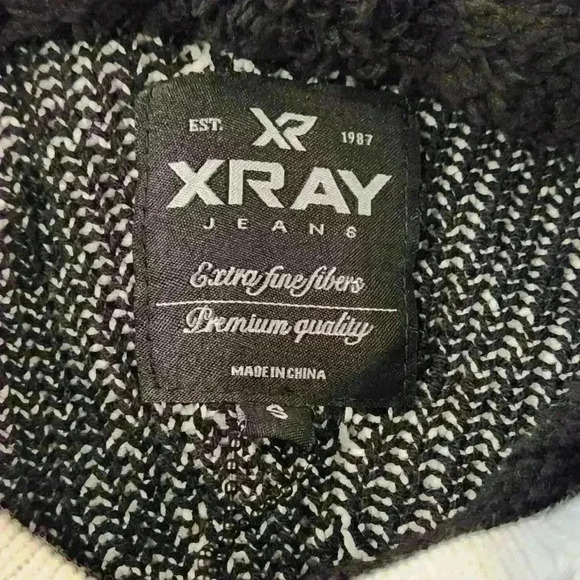 EST. XR 1987
XRAY
JEANS
Extra fine fibers
Premium quality
MADE IN CHINA
S